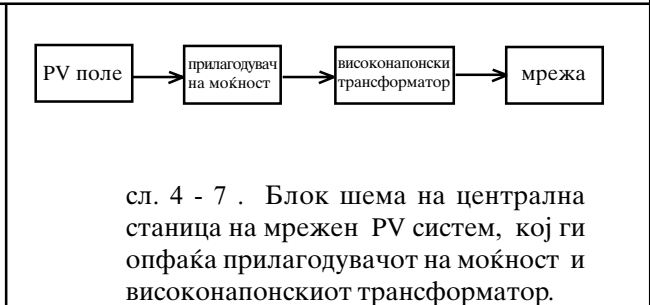 PV поле
прилагодувач
на моќност
високонапонски
трансформатор
мрежа
сл. 4 - 7 . Блок шема на централна
станица на мрежен PV систем, кој ги
опфаќа прилагодувачот на моќност и
високонапонскиот трансформатор.